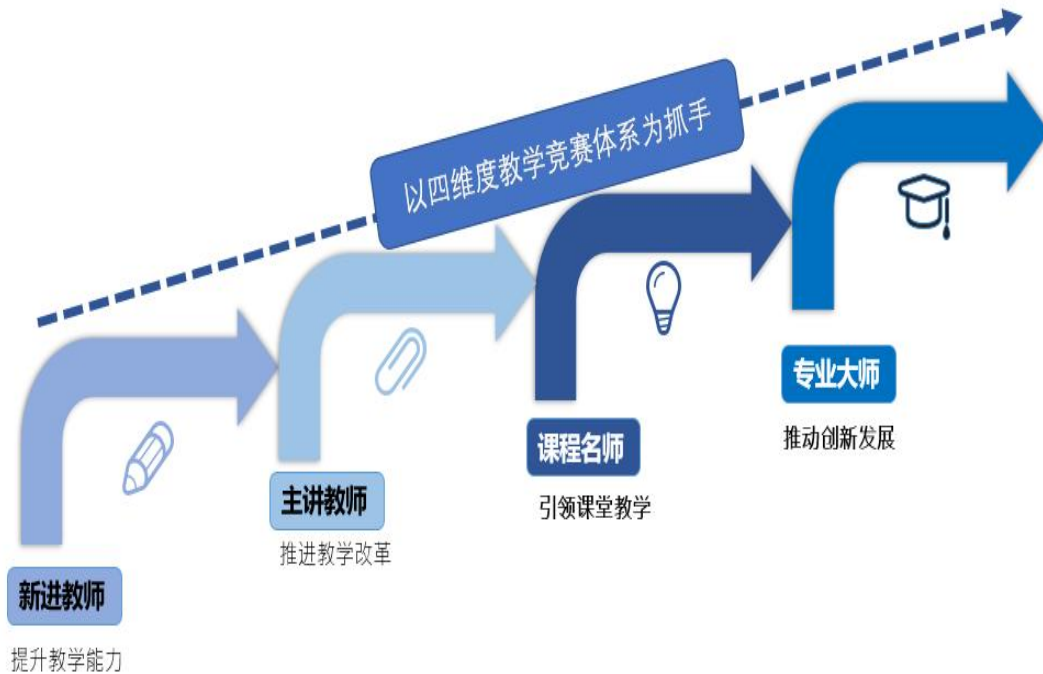 以四维度教学竞赛体系为抓手
专业大师
推动创新发展
课程名师
引领课堂教学
主讲教师
推进教学改革
新进教师
提升教学能力